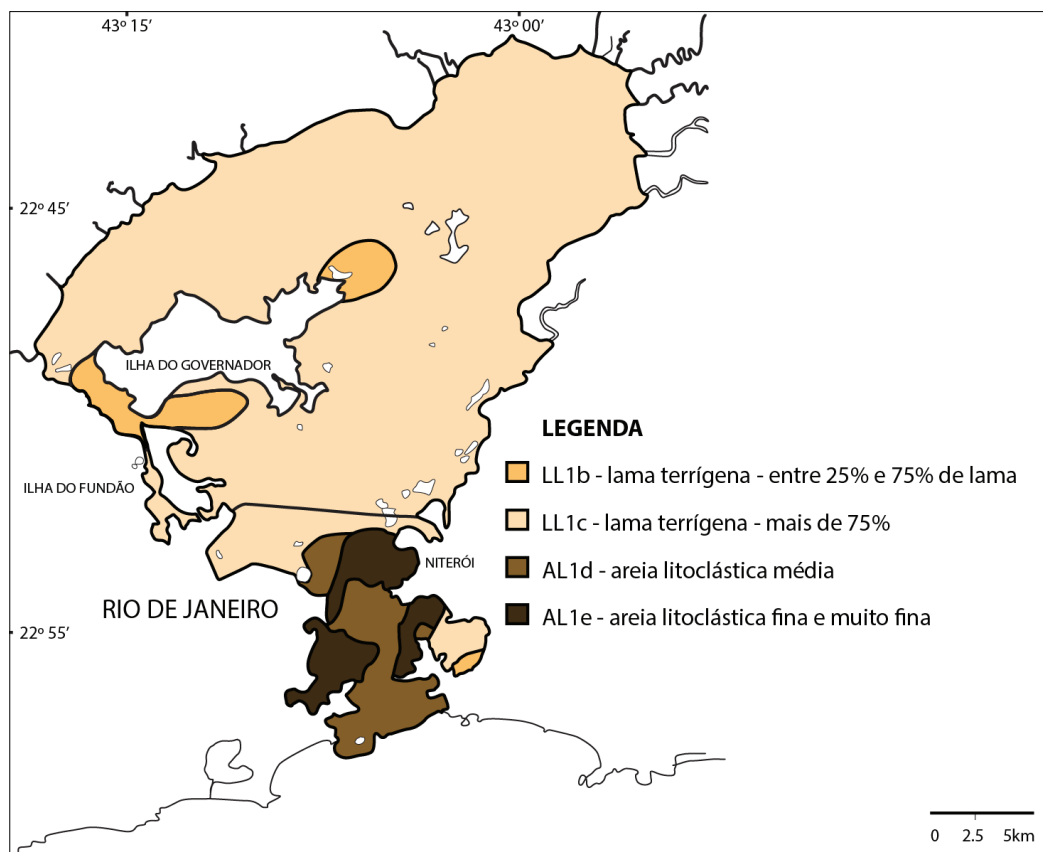 43º 15′
43º 00′
22º 45′
ILHA DO GOVERNADOR
LEGENDA
LL1b - lama terrígena - entre 25% e 75% de lama
ILHA DO FUNDÃO
LL1c - lama terrígena - mais de 75%
NITERÓI
AL1d - areia litoclástica média
RIO DE JANEIRO
AL1e - areia litoclástica fina e muito fina
22º 55′
0 2.5 5km